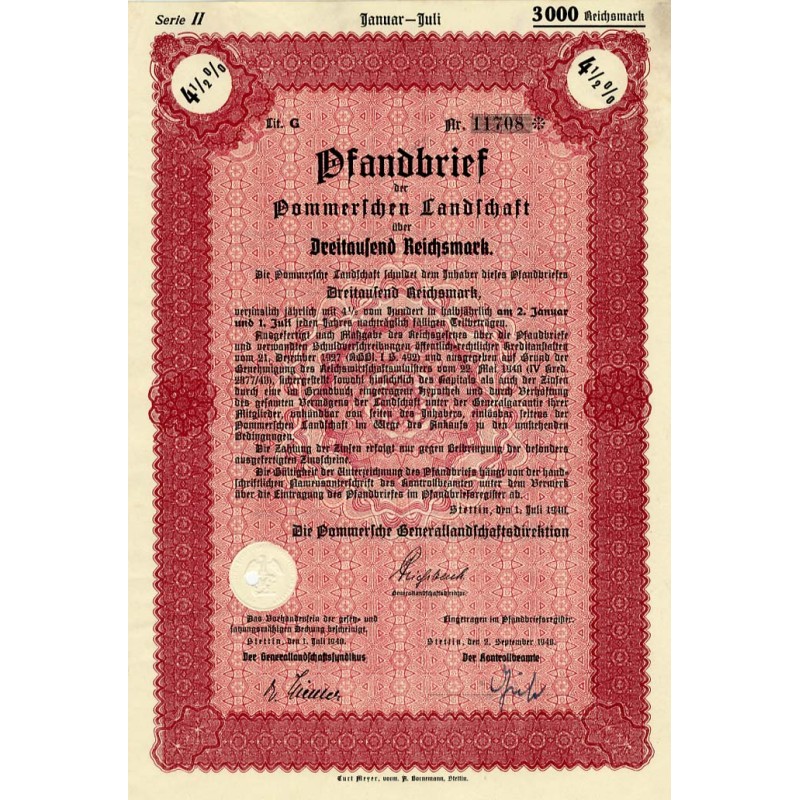 Serie II Januar—Juli 3000 Reichsmark
4½% 4½%
Lit. G Nr. 11708 *
Pfandbrief
der
Pommerschen Landschaft
über
Dreitausend Reichsmark.
Die Pommersche Landschaft schuldet dem Inhaber dieses Pfandbriefes
Dreitausend Reichsmark,
verzinslich jährlich mit 4½ vom Hundert in halbjährlich am 2. Januar
und 1. Juli jeden Jahres nachträglich fälligen Teilbeträgen.
Ausgefertigt nach Maßgabe des Reichsgesetzes über die Pfandbriefe
und verwandten Schuldverschreibungen öffentlich-rechtlicher Kreditanstalten
vom 21. Dezember 1927 (RGBl. I S. 492) und ausgegeben auf Grund der
Genehmigung des Reichswirtschaftsministers vom 22. Mai 1940 (IV Kred.
2877/40), sichergestellt sowohl hinsichtlich des Kapitals als auch der Zinsen
durch eine im Grundbuch eingetragene Hypothek und durch Verhaftung
des gesamten Vermögens der Landschaft unter der Generalgarantie ihrer
Mitglieder, unkündbar von seiten des Inhabers, einlösbar seitens der
Pommerschen Landschaft im Wege des Ankaufs zu den umstehenden
Bedingungen.
Die Zahlung der Zinsen erfolgt nur gegen Beibringung der besonders
ausgefertigten Zinsscheine.
Die Gültigkeit der Unterzeichnung des Pfandbriefs hängt von der hand-
schriftlichen Namensunterschrift des Kontrollbeamten unter dem Vermerk
über die Eintragung des Pfandbriefes im Pfandbriefsregister ab.
Stettin, den 1. Juli 1940.
Die Pommersche Generallandschaftsdirektion
Generallandschaftsdirektor.
Das Vorhandensein der gesetz- und
satzungsmäßigen Deckung bescheinigt.
Stettin, den 1. Juli 1940.
Der Generallandschaftssyndikus
Eingetragen im Pfandbriefsregister.
Stettin, den 2. September 1940.
Der Kontrollbeamte
Curt Meyer, vorm. P. Bornemann, Stettin.